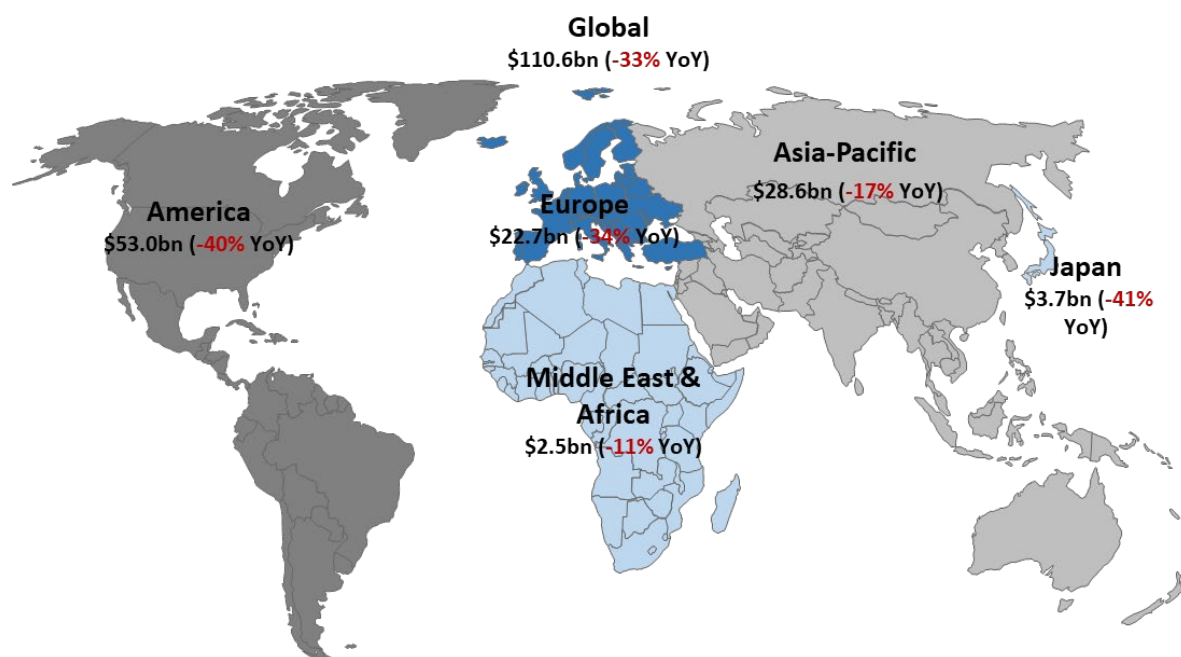 Global
$110.6bn (-33% YoY)
Asia-Pacific
$28.6bn (-17% YoY)
America
$53.0bn (-40% YoY)
Europe
$22.7bn (-34% YoY)
Japan
$3.7bn (-41%
YoY)
Middle East &
Africa
$2.5bn (-11% YoY)